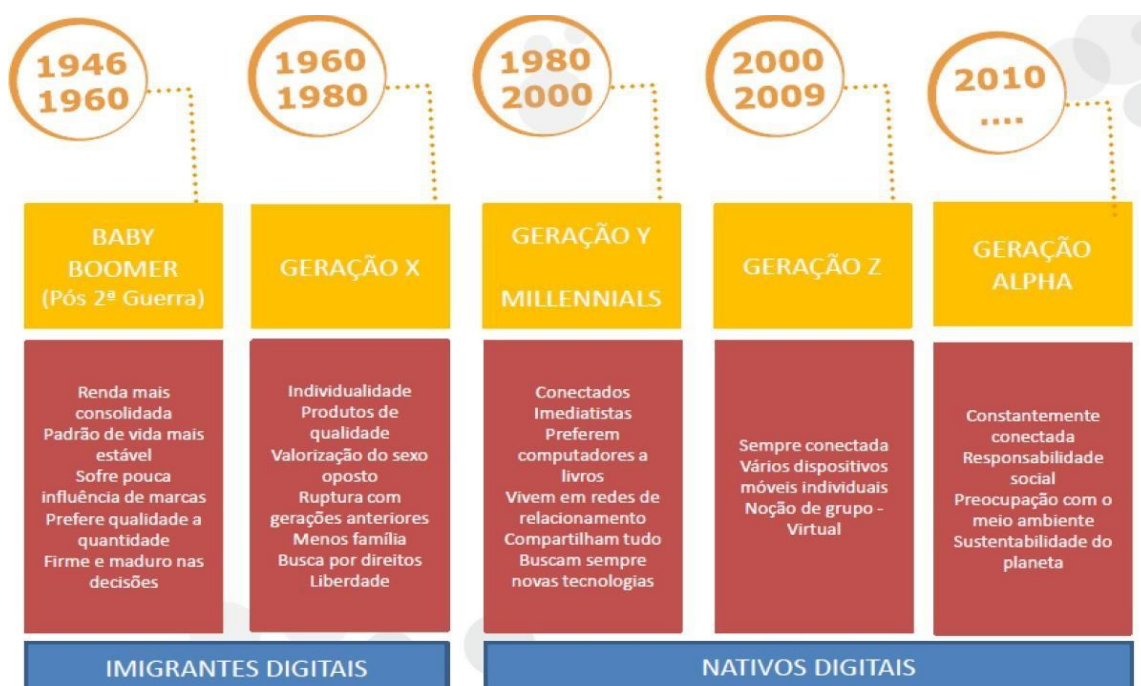 1946
1960
1960
1980
1980
2000
2000
2009
2010
....
BABY
BOOMER
(Pós 2ª Guerra)
GERAÇÃO X
GERAÇÃO Y
MILLENNIALS
GERAÇÃO Z
GERAÇÃO
ALPHA
Renda mais
consolidada
Padrão de vida mais
estável
Sofre pouca
influência de marcas
Prefere qualidade a
quantidade
Firme e maduro nas
decisões
Individualidade
Produtos de
qualidade
Valorização do sexo
oposto
Ruptura com
gerações anteriores
Menos família
Busca por direitos
Liberdade
Conectados
Imediatistas
Preferem
computadores a
livros
Vivem em redes de
relacionamento
Compartilham tudo
Buscam sempre
novas tecnologias
Sempre conectada
Vários dispositivos
móveis individuais
Noção de grupo -
Virtual
Constantemente
conectada
Responsabilidade
social
Preocupação com o
meio ambiente
Sustentabilidade do
planeta
IMIGRANTES DIGITAIS
NATIVOS DIGITAIS